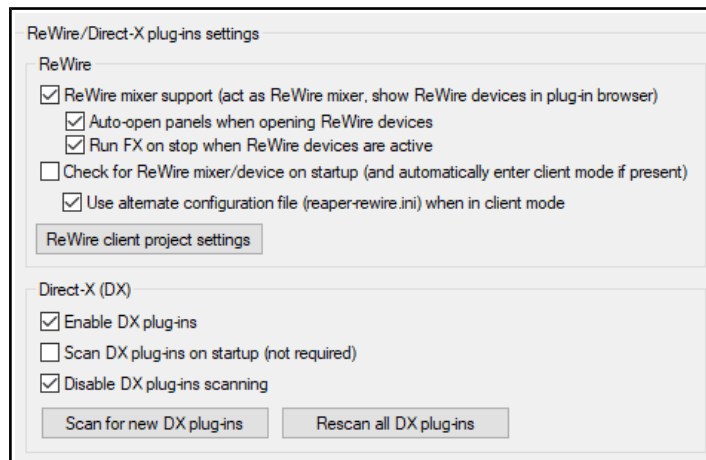 ReWire/Direct-X plug-ins settings
ReWire
ReWire mixer support (act as ReWire mixer, show ReWire devices in plug-in browser)
Auto-open panels when opening ReWire devices
Run FX on stop when ReWire devices are active
Check for ReWire mixer/device on startup (and automatically enter client mode if present)
Use alternate configuration file (reaper-rewire.ini) when in client mode
ReWire client project settings
Direct-X (DX)
Enable DX plug-ins
Scan DX plug-ins on startup (not required)
Disable DX plug-ins scanning
Scan for new DX plug-ins
Rescan all DX plug-ins